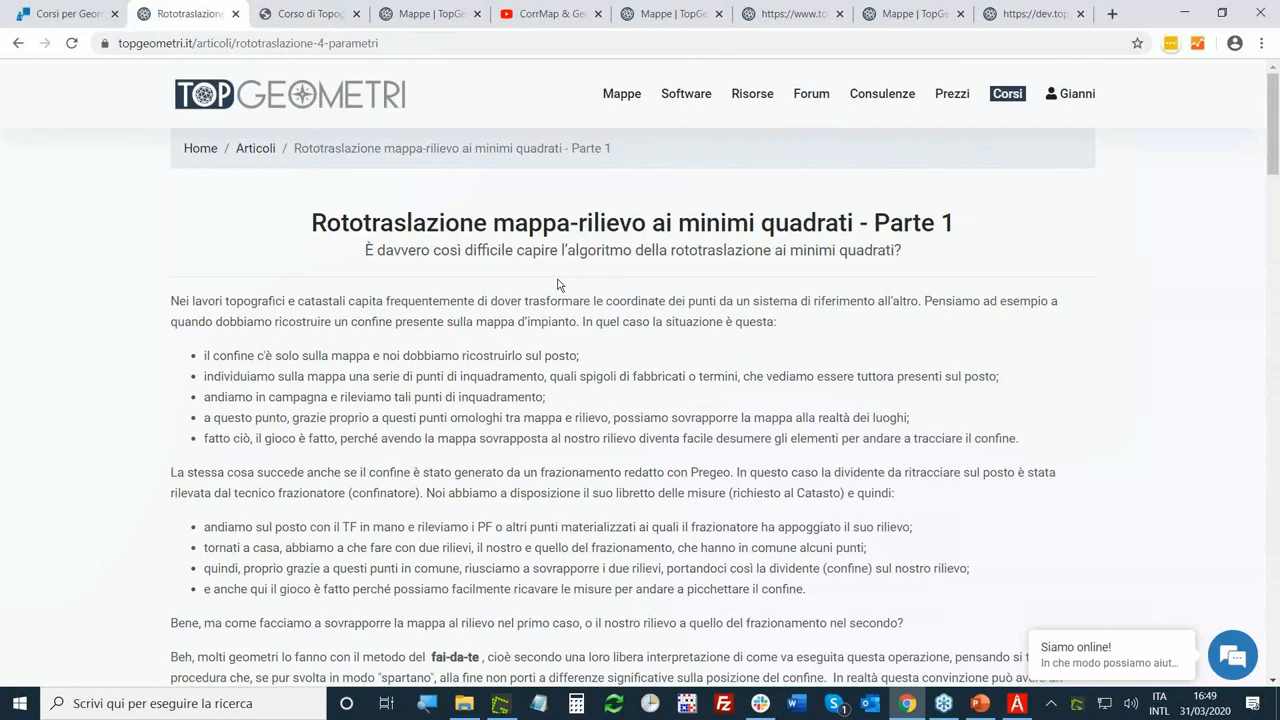 Corsi per Geometri
Rototraslazione
Corso di Topog
Mappe | TopGe
CorrMap & Ge
Mappe | TopGe
https://www.to
Mappe | TopGe
https://dev.top
topgeometri.it/articoli/rototraslazione-4-parametri
TOPGEOMETRI
Mappe
Software
Risorse
Forum
Consulenze
Prezzi
Corsi
Gianni
Home / Articoli / Rototraslazione mappa-rilievo ai minimi quadrati - Parte 1
Rototraslazione mappa-rilievo ai minimi quadrati - Parte 1
È davvero così difficile capire l’algoritmo della rototraslazione ai minimi quadrati?
Nei lavori topografici e catastali capita frequentemente di dover trasformare le coordinate dei punti da un sistema di riferimento all'altro. Pensiamo ad esempio a
quando dobbiamo ricostruire un confine presente sulla mappa d'impianto. In quel caso la situazione è questa:
• il confine c'è solo sulla mappa e noi dobbiamo ricostruirlo sul posto;
• individuiamo sulla mappa una serie di punti di inquadramento, quali spigoli di fabbricati o termini, che vediamo essere tuttora presenti sul posto;
• andiamo in campagna e rileviamo tali punti di inquadramento;
• a questo punto, grazie proprio a questi punti omologhi tra mappa e rilievo, possiamo sovrapporre la mappa alla realtà dei luoghi;
• fatto ciò, il gioco è fatto, perché avendo la mappa sovrapposta al nostro rilievo diventa facile desumere gli elementi per andare a tracciare il confine.
La stessa cosa succede anche se il confine è stato generato da un frazionamento redatto con Pregeo. In questo caso la dividente da ritracciare sul posto è stata
rilevata dal tecnico frazionatore (confinatore). Noi abbiamo a disposizione il suo libretto delle misure (richiesto al Catasto) e quindi:
• andiamo sul posto con il TF in mano e rileviamo i PF o altri punti materializzati ai quali il frazionatore ha appoggiato il suo rilievo;
• tornati a casa, abbiamo a che fare con due rilievi, il nostro e quello del frazionamento, che hanno in comune alcuni punti;
• quindi, proprio grazie a questi punti in comune, riusciamo a sovrapporre i due rilievi, portandoci così la dividente (confine) sul nostro rilievo;
• e anche qui il gioco è fatto perché possiamo facilmente ricavare le misure per andare a picchettare il confine.
Bene, ma come facciamo a sovrapporre la mappa al rilievo nel primo caso, o il nostro rilievo a quello del frazionamento nel secondo?
Beh, molti geometri lo fanno con il metodo del fai-da-te , cioè secondo una loro libera interpretazione di come va eseguita questa operazione, pensando si t
procedura che, se pur svolta in modo "spartano", alla fine non porti a differenze significative sulla posizione del confine. In realtà questa convinzione può
Siamo online!
In che modo possiamo aiut...
Scrivi qui per eseguire la ricerca
ITA
INTL
16:49
31/03/2020